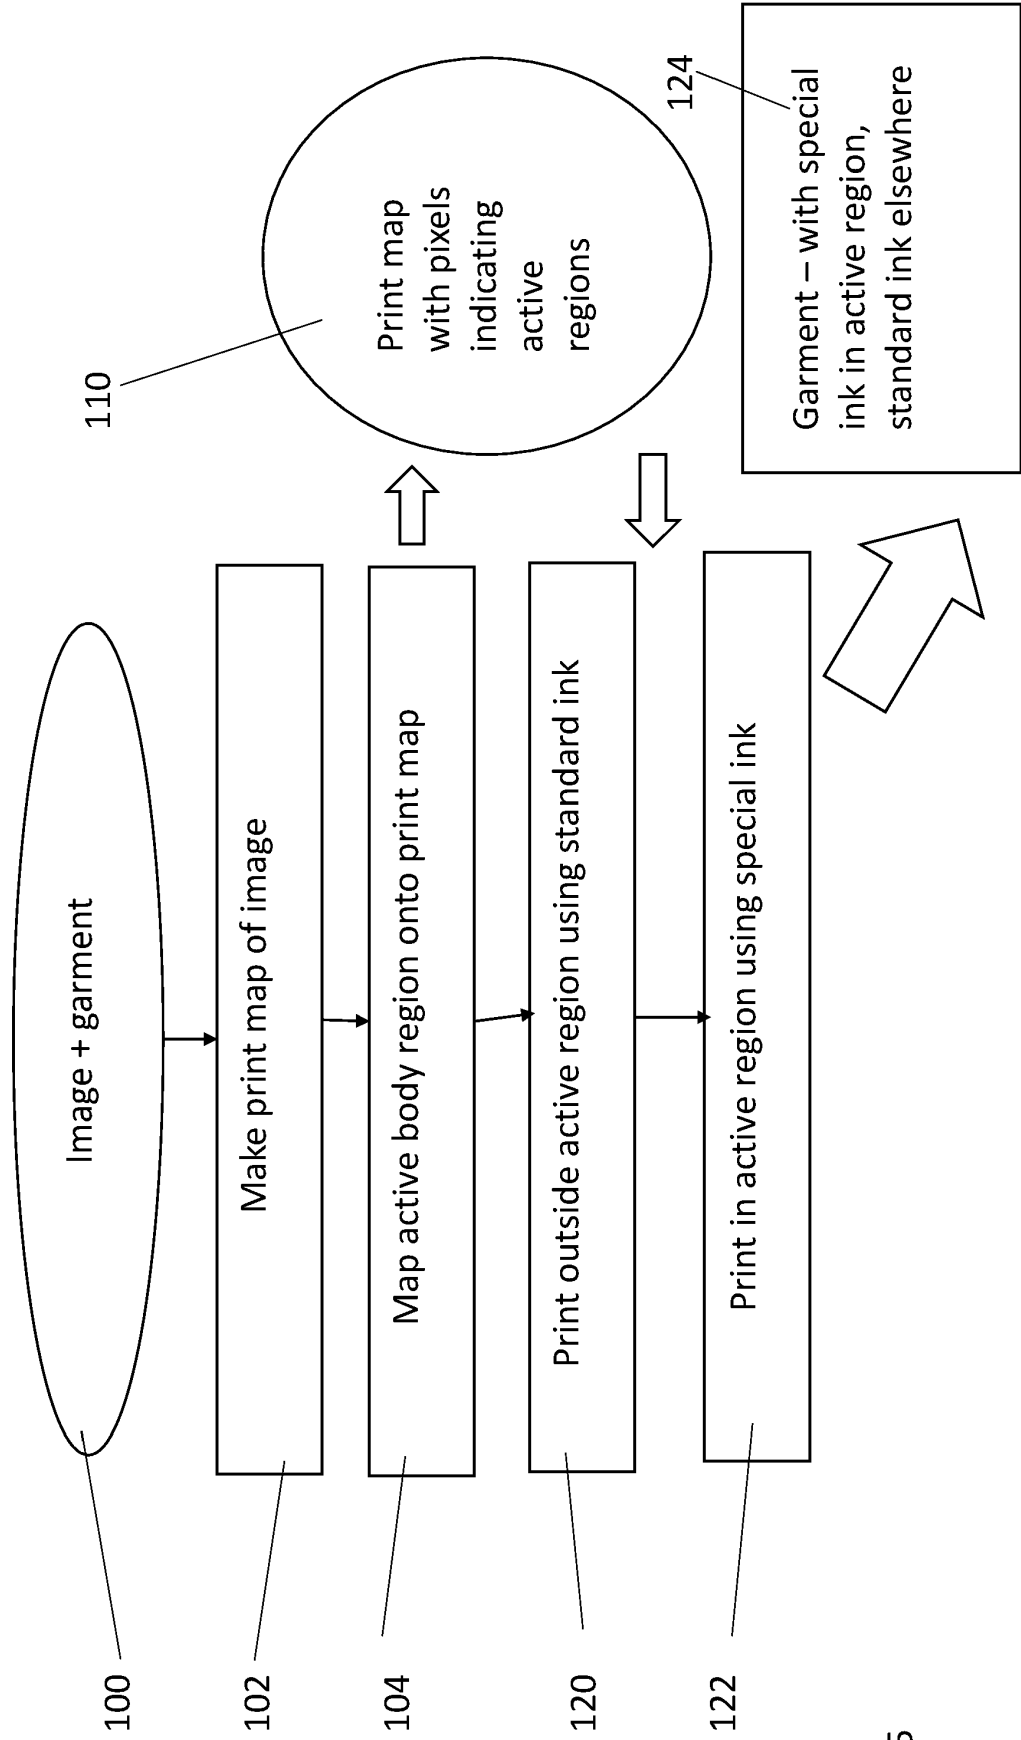 100
Image + garment
102
Make print map of image
104
Map active body region onto print map
110
Print map
with pixels
indicating
active
regions
120
Print outside active region using standard ink
122
Print in active region using special ink
124
Garment – with special
ink in active region,
standard ink elsewhere